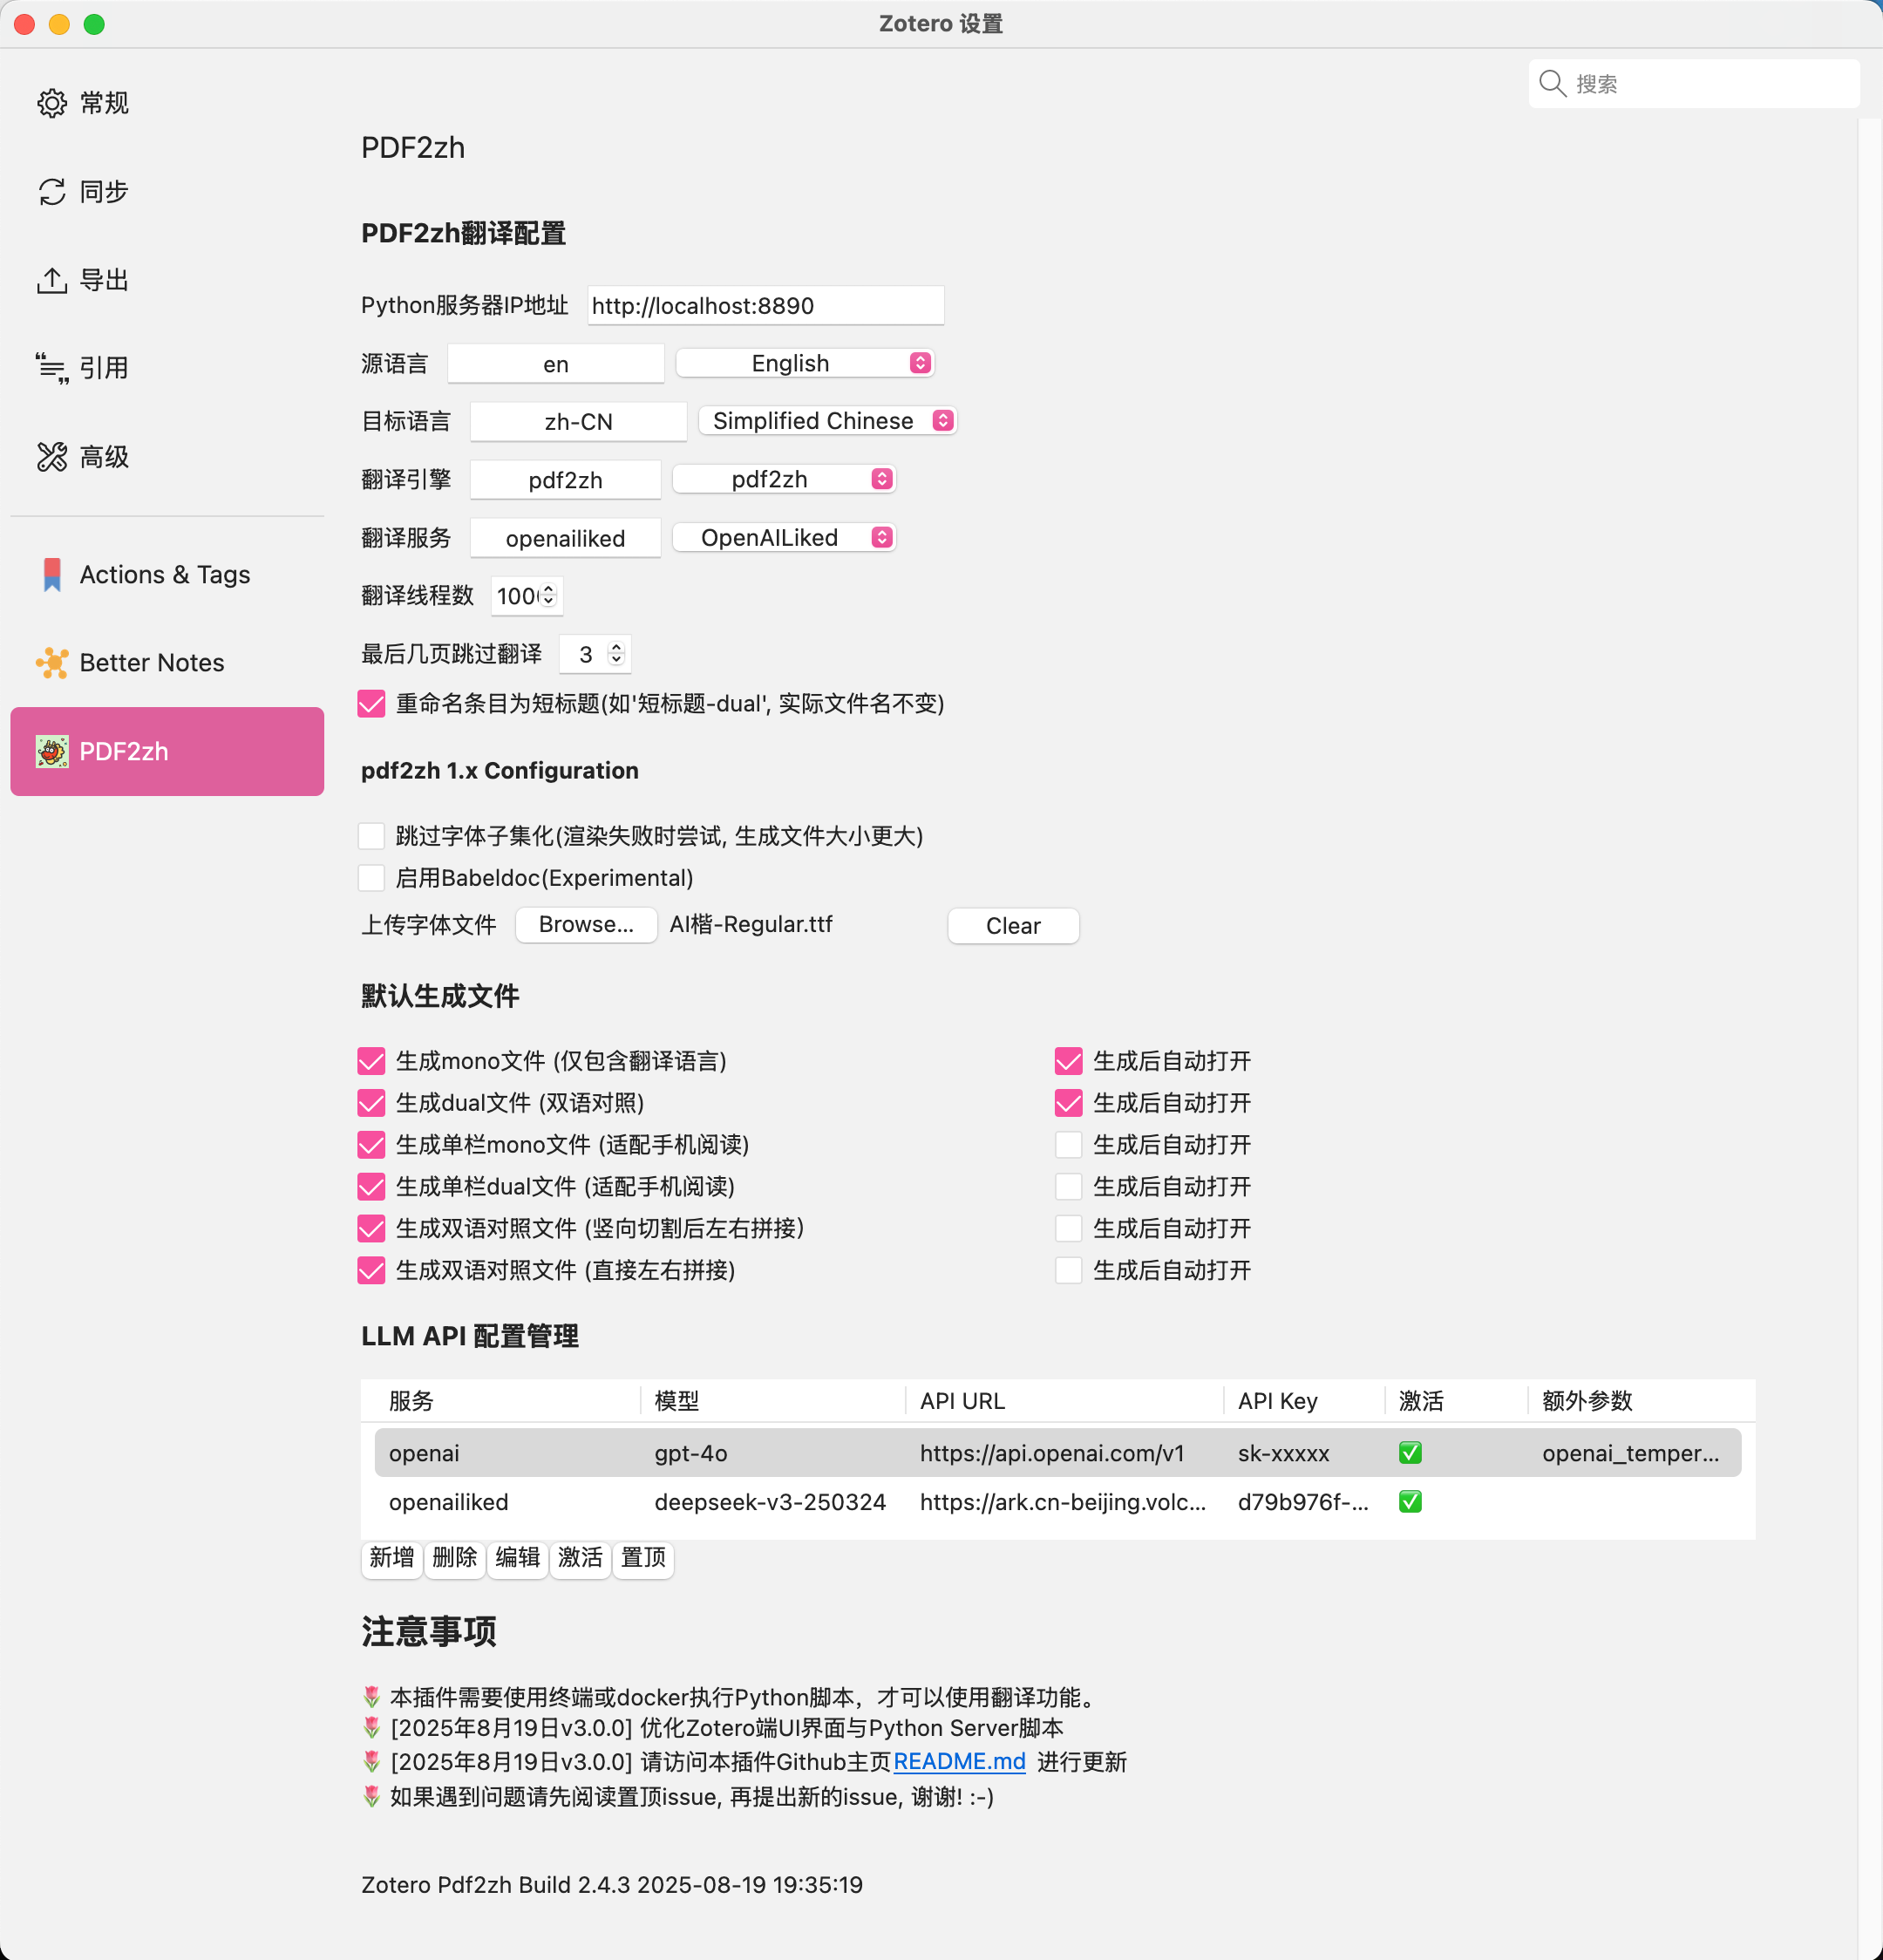 Zotero 设置
搜索
常规
同步
导出
引用
高级
Actions & Tags
Better Notes
PDF2zh
PDF2zh
PDF2zh翻译配置
Python服务器IP地址 http://localhost:8890
源语言 en English
目标语言 zh-CN Simplified Chinese
翻译引擎 pdf2zh pdf2zh
翻译服务 openailiked OpenAILiked
翻译线程数 100
最后几页跳过翻译 3
重命名条目为短标题(如'短标题-dual', 实际文件名不变)
pdf2zh 1.x Configuration
跳过字体子集化(渲染失败时尝试, 生成文件大小更大)
启用Babeldoc(Experimental)
上传字体文件 Browse... AI楷-Regular.ttf Clear
默认生成文件
生成mono文件 (仅包含翻译语言) 生成后自动打开
生成dual文件 (双语对照) 生成后自动打开
生成单栏mono文件 (适配手机阅读) 生成后自动打开
生成单栏dual文件 (适配手机阅读) 生成后自动打开
生成双语对照文件 (竖向切割后左右拼接) 生成后自动打开
生成双语对照文件 (直接左右拼接) 生成后自动打开
LLM API 配置管理
服务 模型 API URL API Key 激活 额外参数
openai gpt-4o https://api.openai.com/v1 sk-xxxxx ✅ openai_temper...
openailiked deepseek-v3-250324 https://ark.cn-beijing.volc... d79b976f-... ✅
新增 删除 编辑 激活 置顶
注意事项
🌷 本插件需要使用终端或docker执行Python脚本，才可以使用翻译功能。
🌷 [2025年8月19日v3.0.0] 优化Zotero端UI界面与Python Server脚本
🌷 [2025年8月19日v3.0.0] 请访问本插件Github主页README.md 进行更新
🌷 如果遇到问题请先阅读置顶issue, 再提出新的issue, 谢谢! :-)
Zotero Pdf2zh Build 2.4.3 2025-08-19 19:35:19